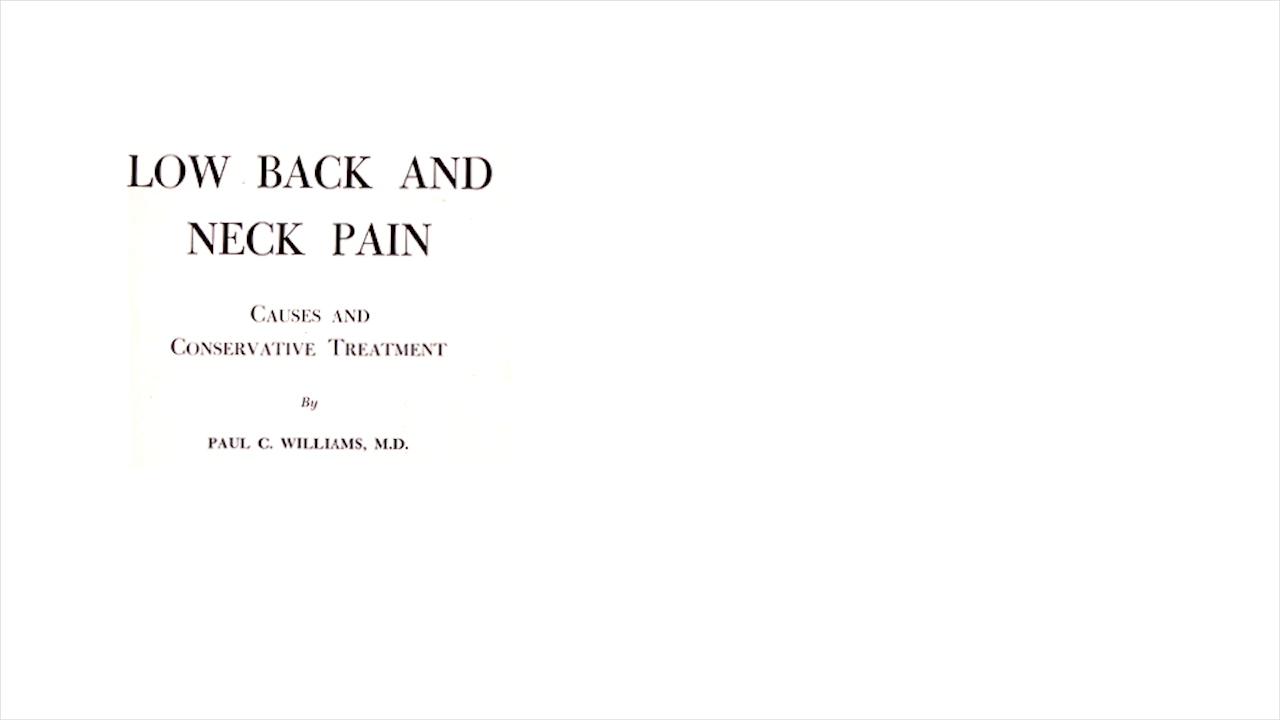 LOW BACK AND
NECK PAIN
CAUSES AND
CONSERVATIVE TREATMENT
By
PAUL C. WILLIAMS, M.D.